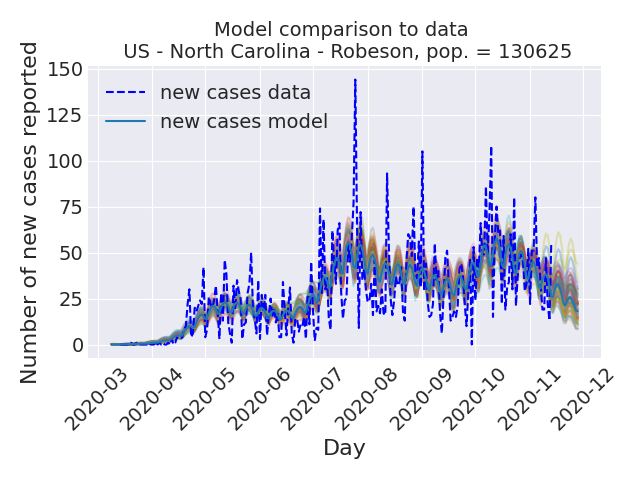 Model comparison to data
US - North Carolina - Robeson, pop. = 130625
Number of new cases reported
150
125
100
75
50
25
0
new cases data
new cases model
2020-03
2020-04
2020-05
2020-06
2020-07
2020-08
2020-09
2020-10
2020-11
2020-12
Day